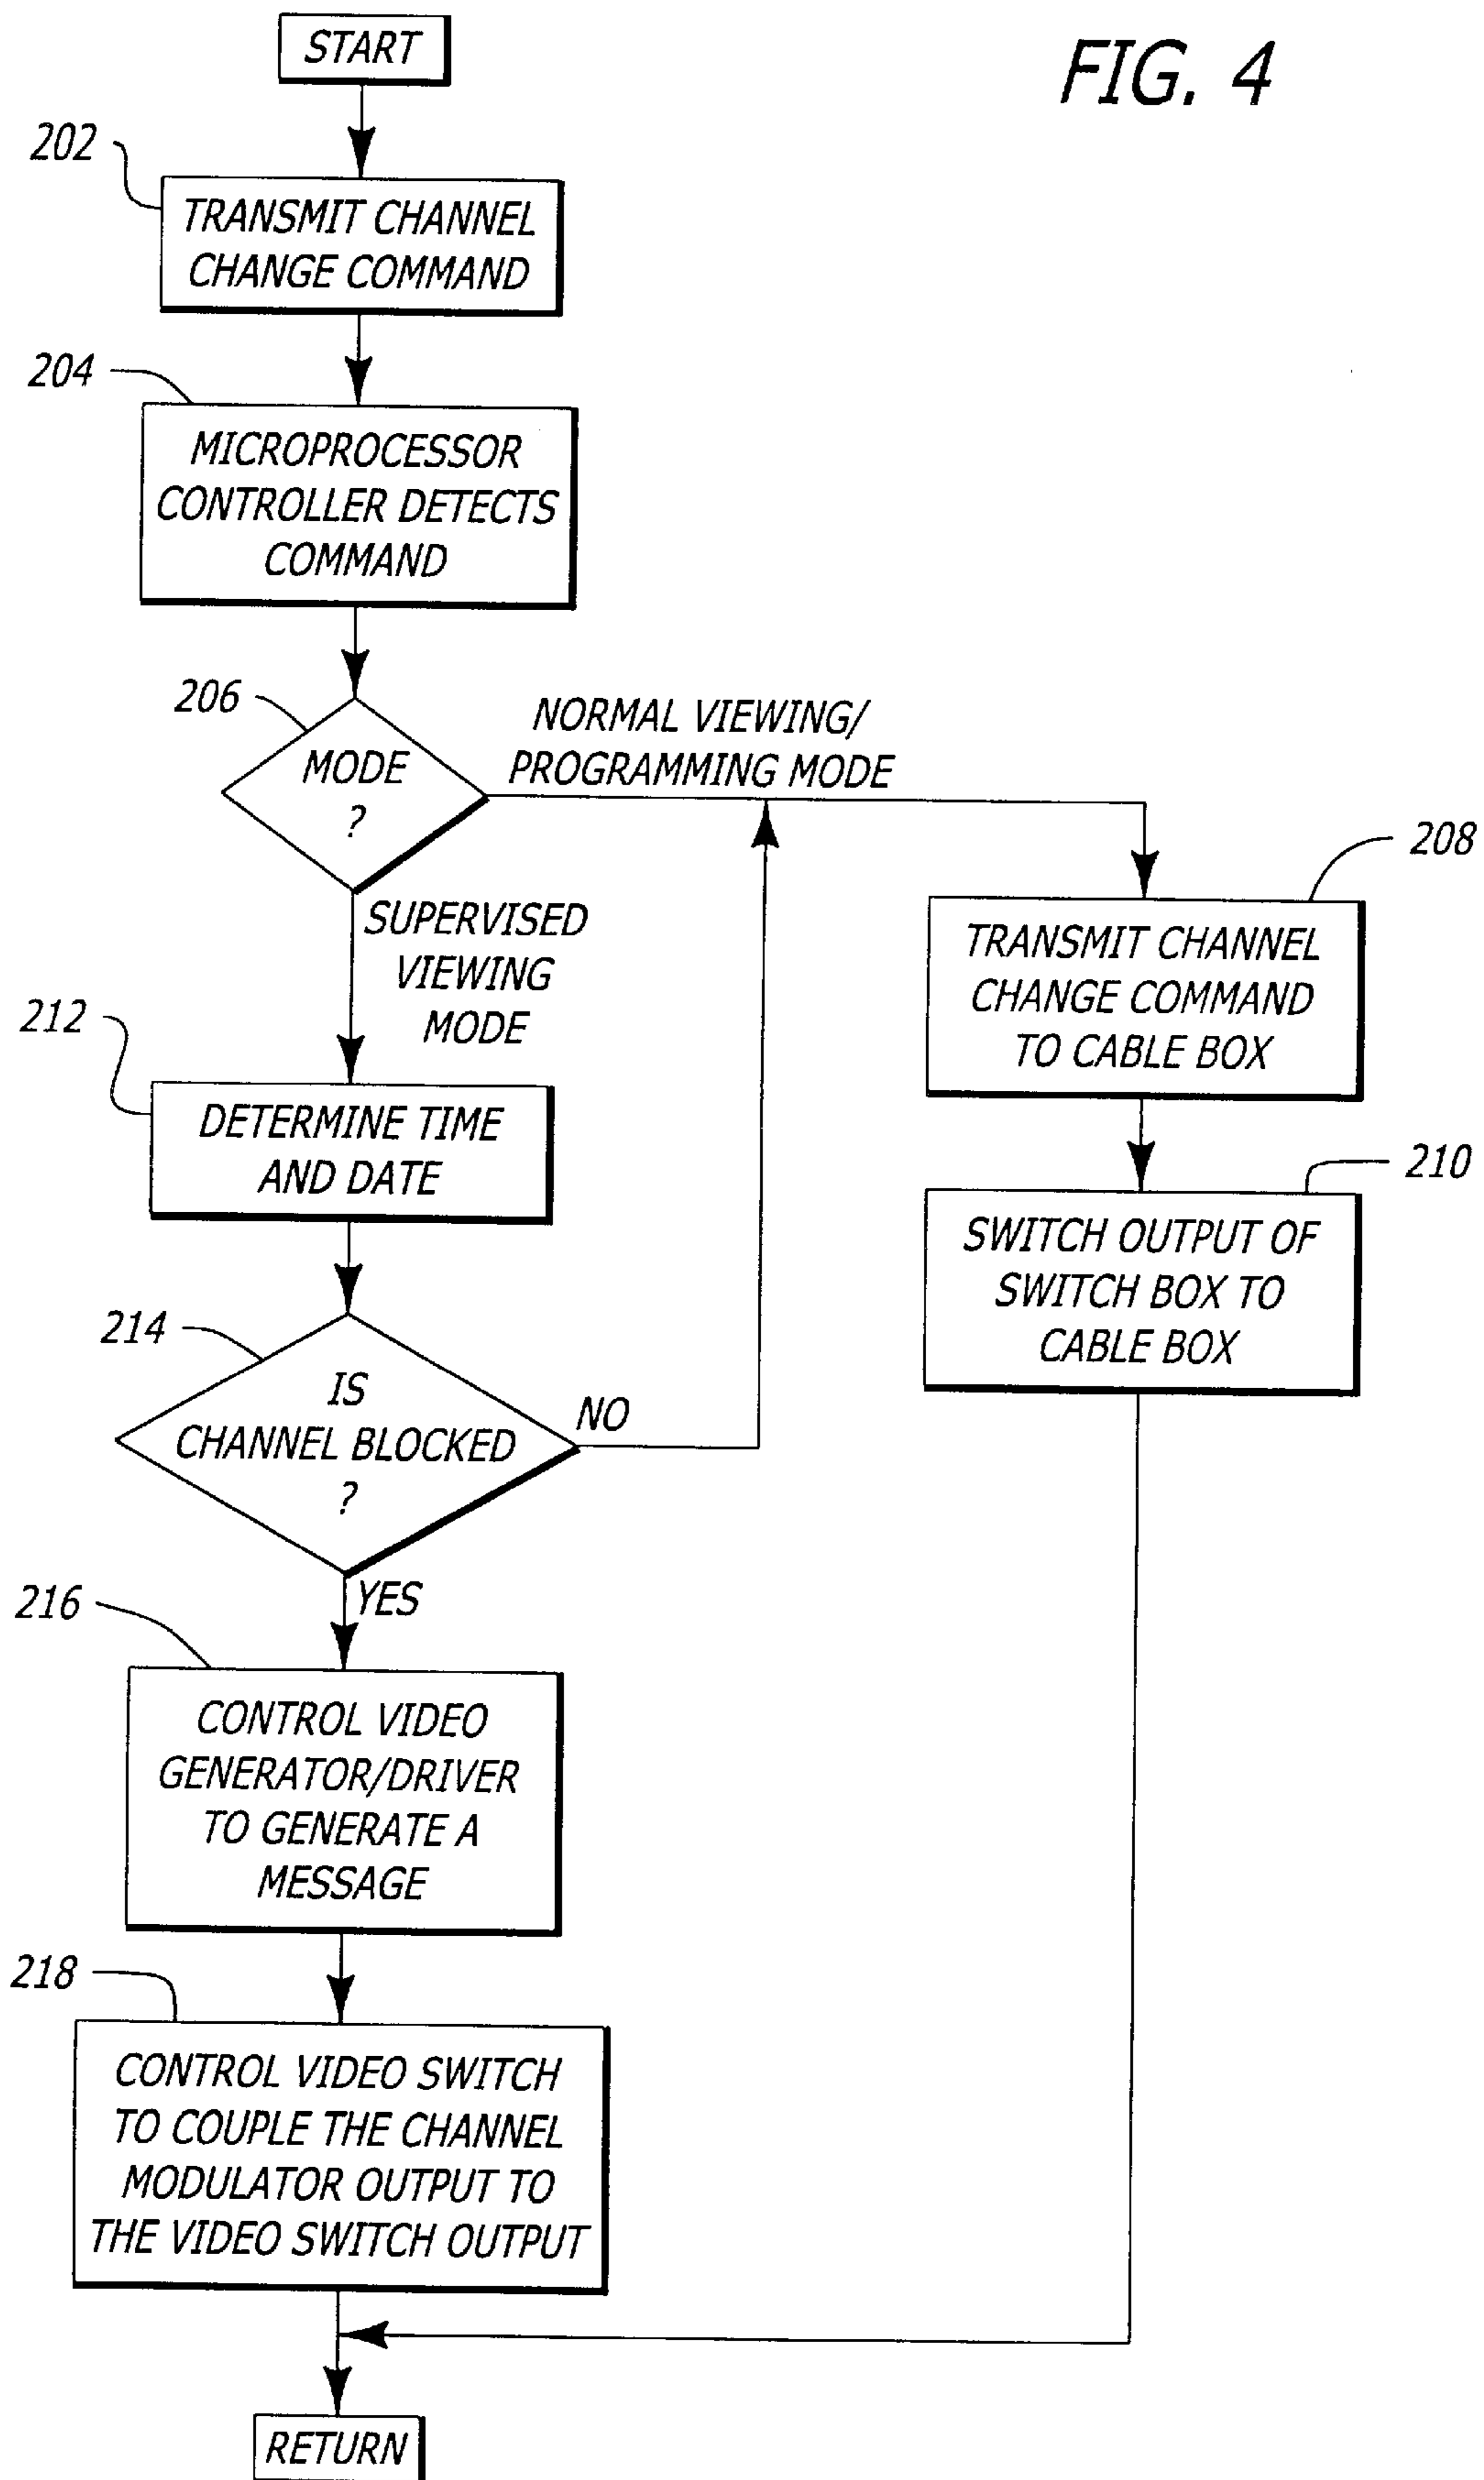 START
FIG. 4
202
TRANSMIT CHANNEL
CHANGE COMMAND
204
MICROPROCESSOR
CONTROLLER DETECTS
COMMAND
206
MODE
?
NORMAL VIEWING/
PROGRAMMING MODE
208
TRANSMIT CHANNEL
CHANGE COMMAND
TO CABLE BOX
SUPERVISED
VIEWING
MODE
212
DETERMINE TIME
AND DATE
210
SWITCH OUTPUT OF
SWITCH BOX TO
CABLE BOX
214
IS
CHANNEL BLOCKED
?
NO
YES
216
CONTROL VIDEO
GENERATOR/DRIVER
TO GENERATE A
MESSAGE
218
CONTROL VIDEO SWITCH
TO COUPLE THE CHANNEL
MODULATOR OUTPUT TO
THE VIDEO SWITCH OUTPUT
RETURN